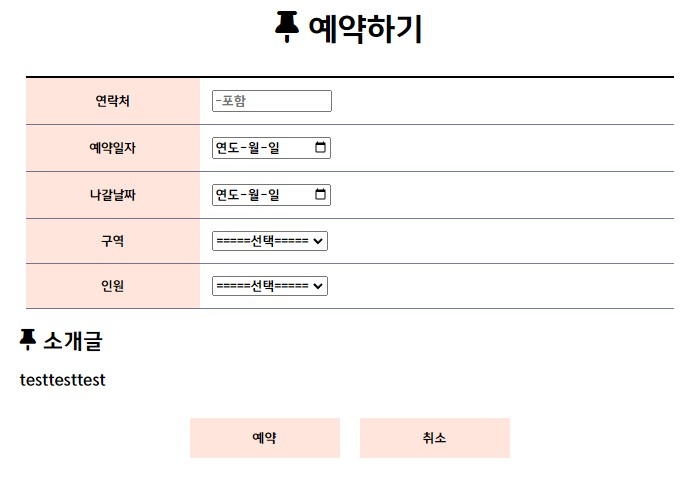 예약하기
연락처 -포함
예약일자 연도-월-일
나갈날짜 연도-월-일
구역 =====선택=====
인원 =====선택=====
소개글
testtesttest
예약 취소